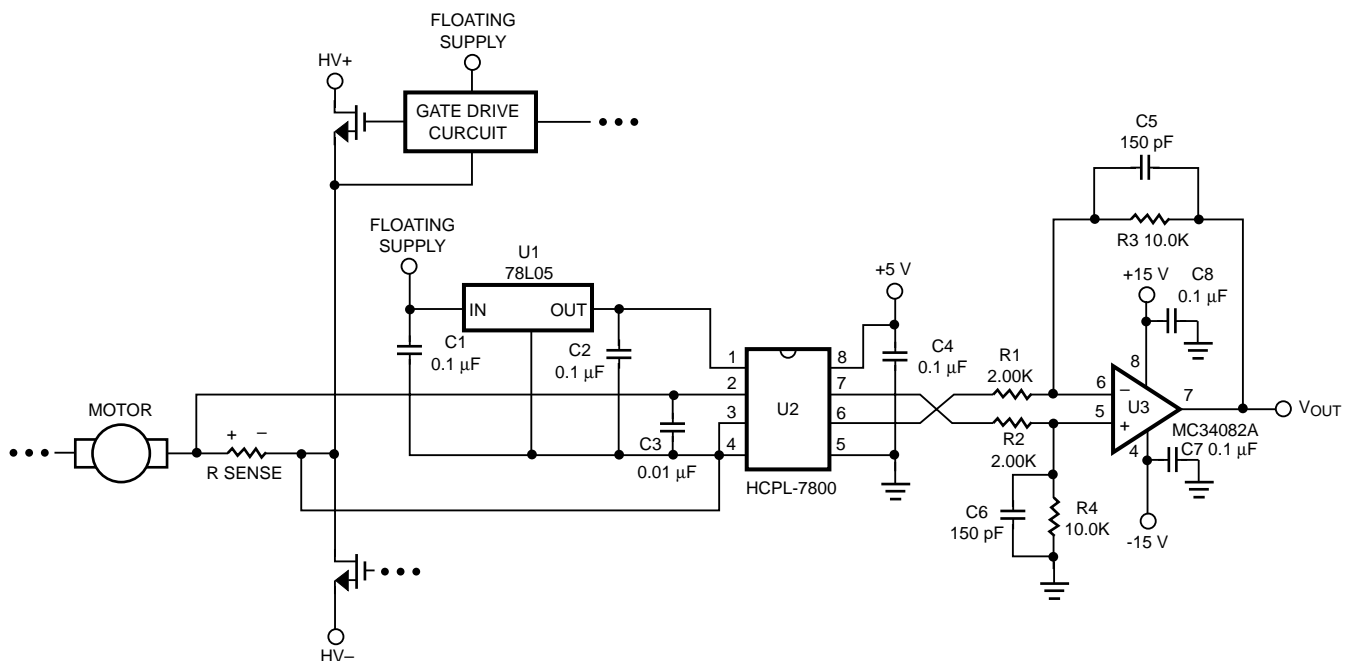 FLOATING
SUPPLY
HV+
GATE DRIVE
CURCUIT
C5
150 pF
R3 10.0K
FLOATING
SUPPLY
U1
78L05
IN OUT
C1
0.1 µF
C2
0.1 µF
+5 V
C4
0.1 µF
+15 V
C8
0.1 µF
R1
2.00K
R2
2.00K
1
2
3
4
8
7
6
5
U2
HCPL-7800
C3
0.01 µF
MOTOR
+ –
R SENSE
6
5
8
4
7
–
+
U3
MC34082A
C7 0.1 µF
VOUT
C6
150 pF
R4
10.0K
-15 V
HV–